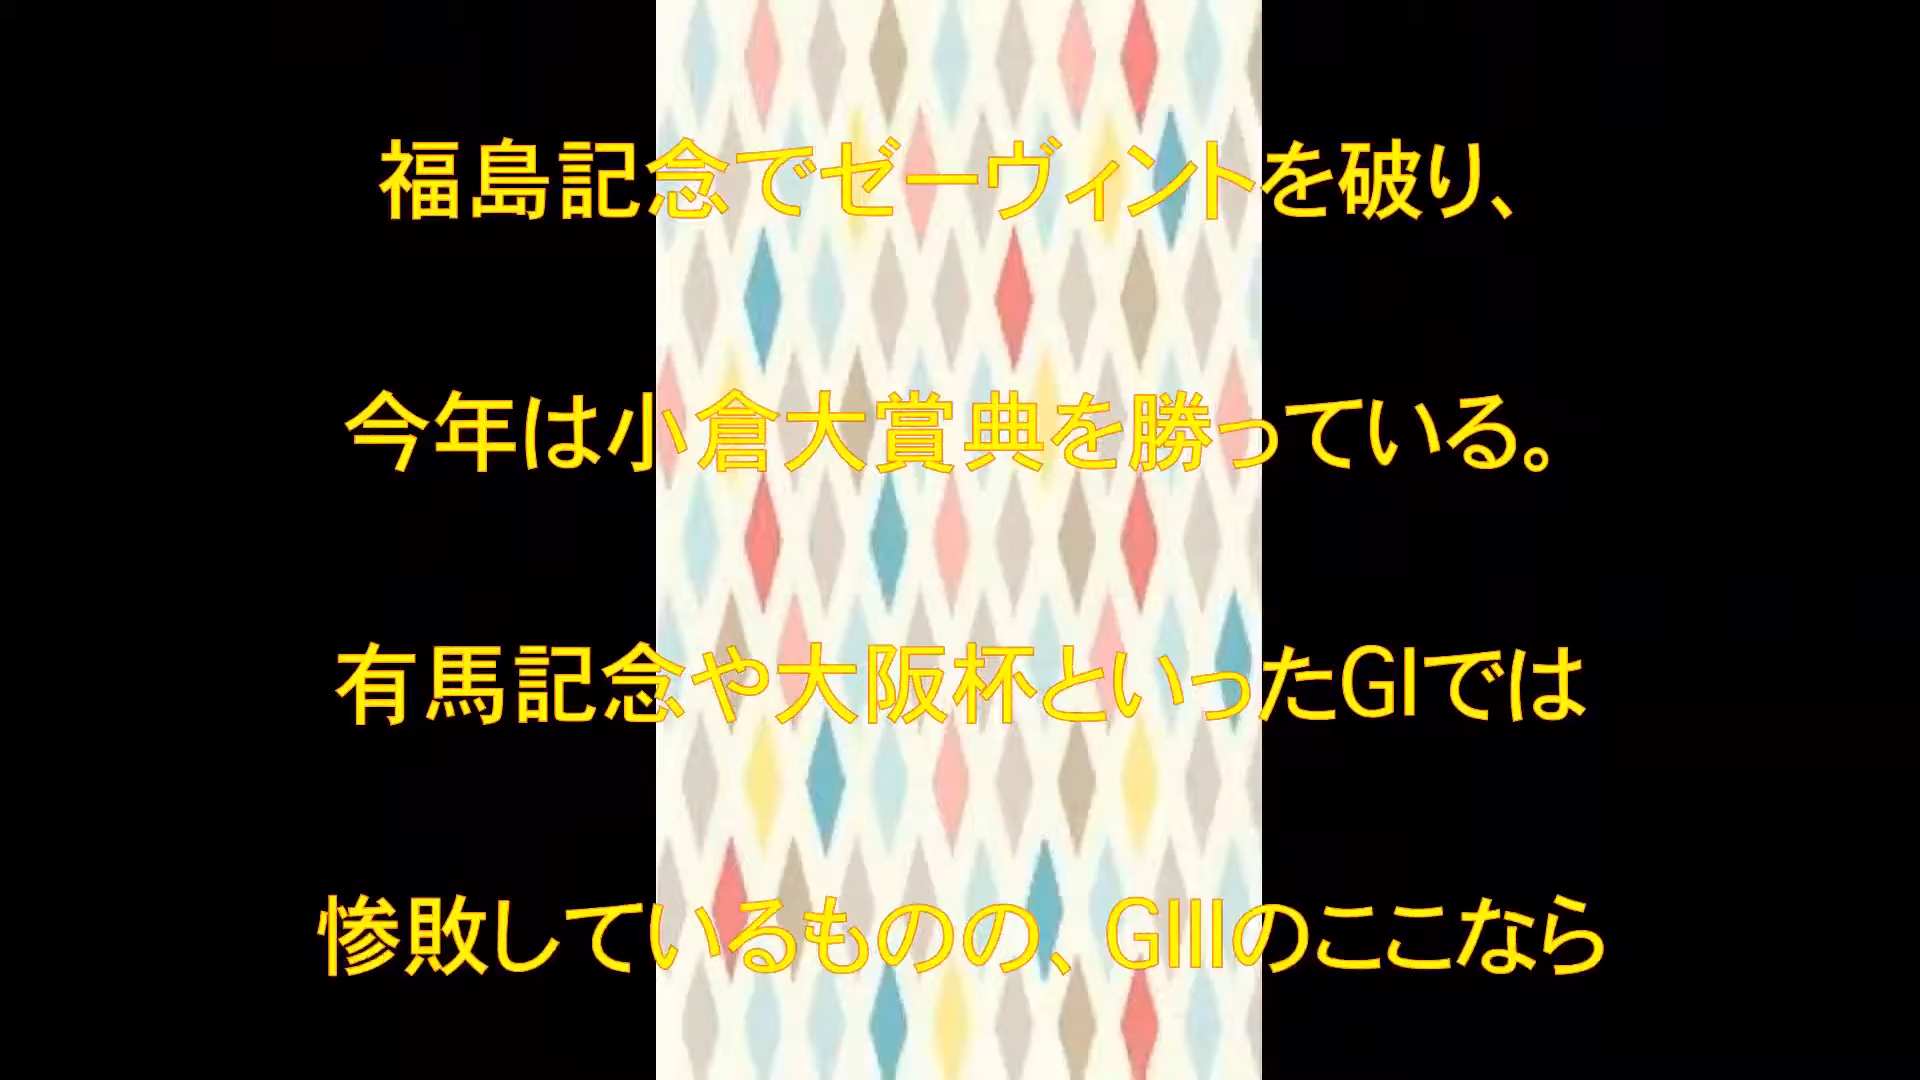 福島記念でゼーヴィントを破り、
今年は小倉大賞典を勝っている。
有馬記念や大阪杯といったGIでは
惨敗しているものの、GIIIのここなら